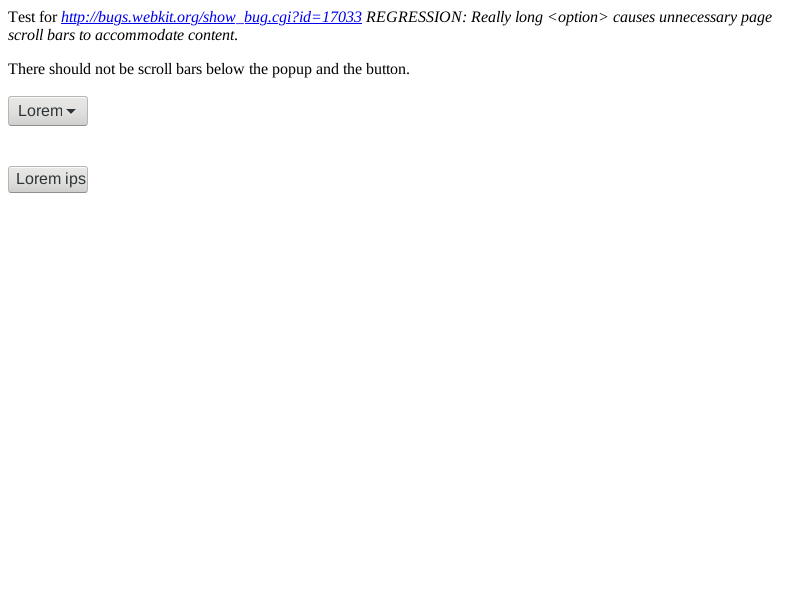 Test for http://bugs.webkit.org/show_bug.cgi?id=17033 REGRESSION: Really long <option> causes unnecessary page
scroll bars to accommodate content.
There should not be scroll bars below the popup and the button.
Lorem
Lorem ips